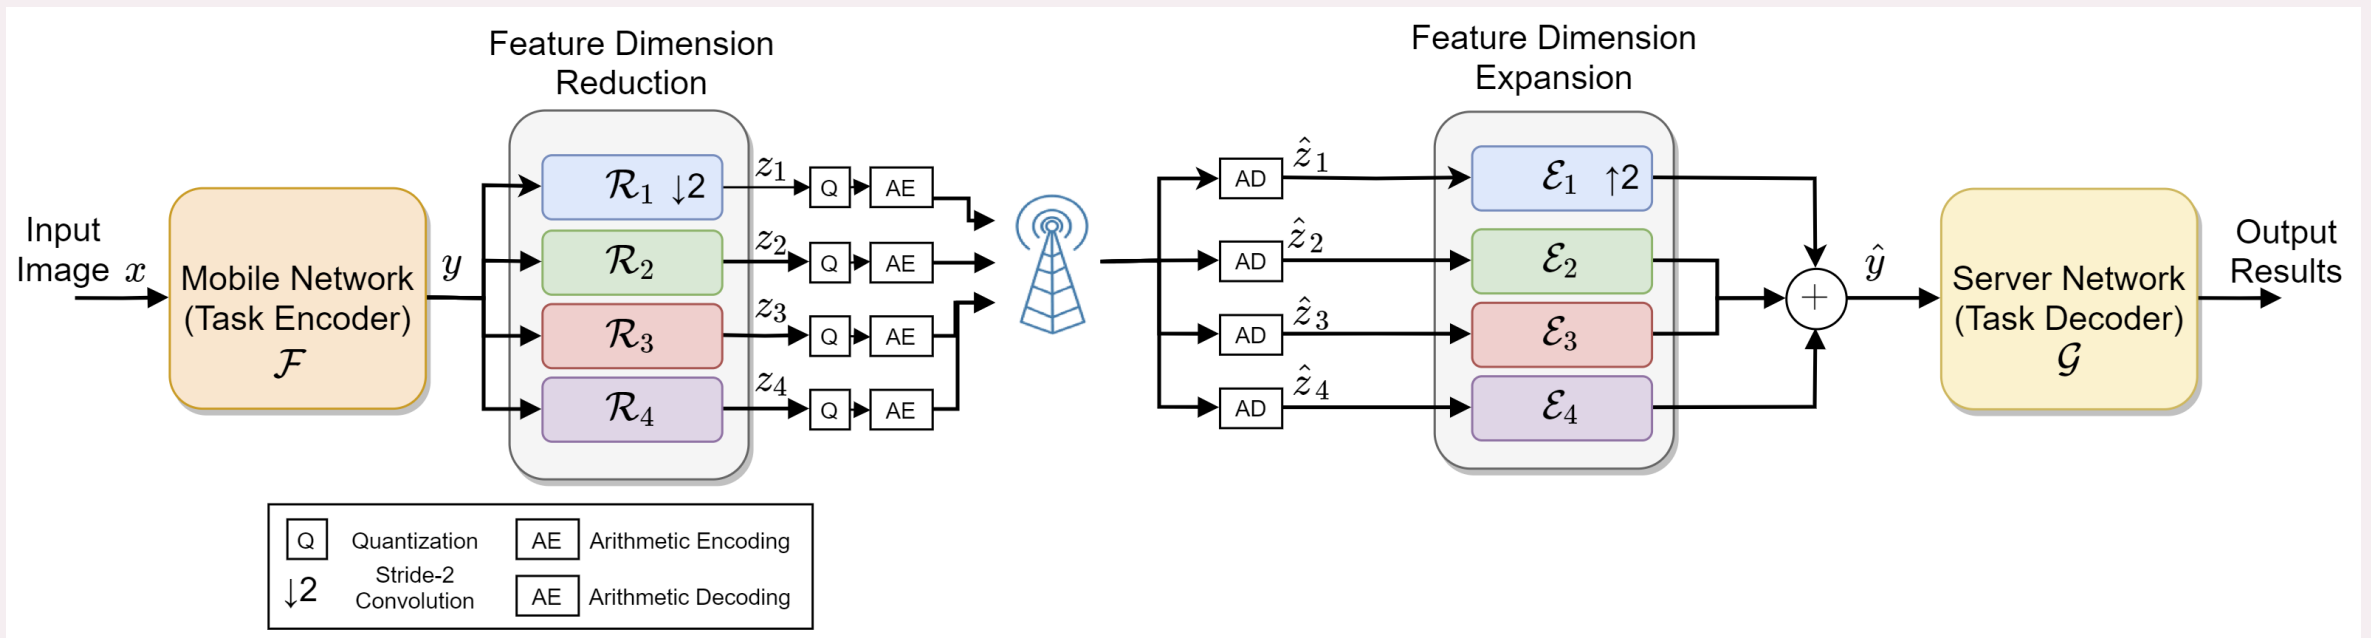 Feature Dimension
Reduction
Feature Dimension
Expansion
Input
Image x
Mobile Network
(Task Encoder)
ℱ
y
ℛ₁ ↓2
z₁
Q
AE
ℛ₂
z₂
Q
AE
ℛ₃
z₃
Q
AE
ℛ₄
z₄
Q
AE
AD
ẑ₁
ℰ₁ ↑2
AD
ẑ₂
ℰ₂
AD
ẑ₃
ℰ₃
AD
ẑ₄
ℰ₄
+
ŷ
Server Network
(Task Decoder)
𝒢
Output
Results
Q Quantization
AE Arithmetic Encoding
↓2 Stride-2
Convolution
AE Arithmetic Decoding